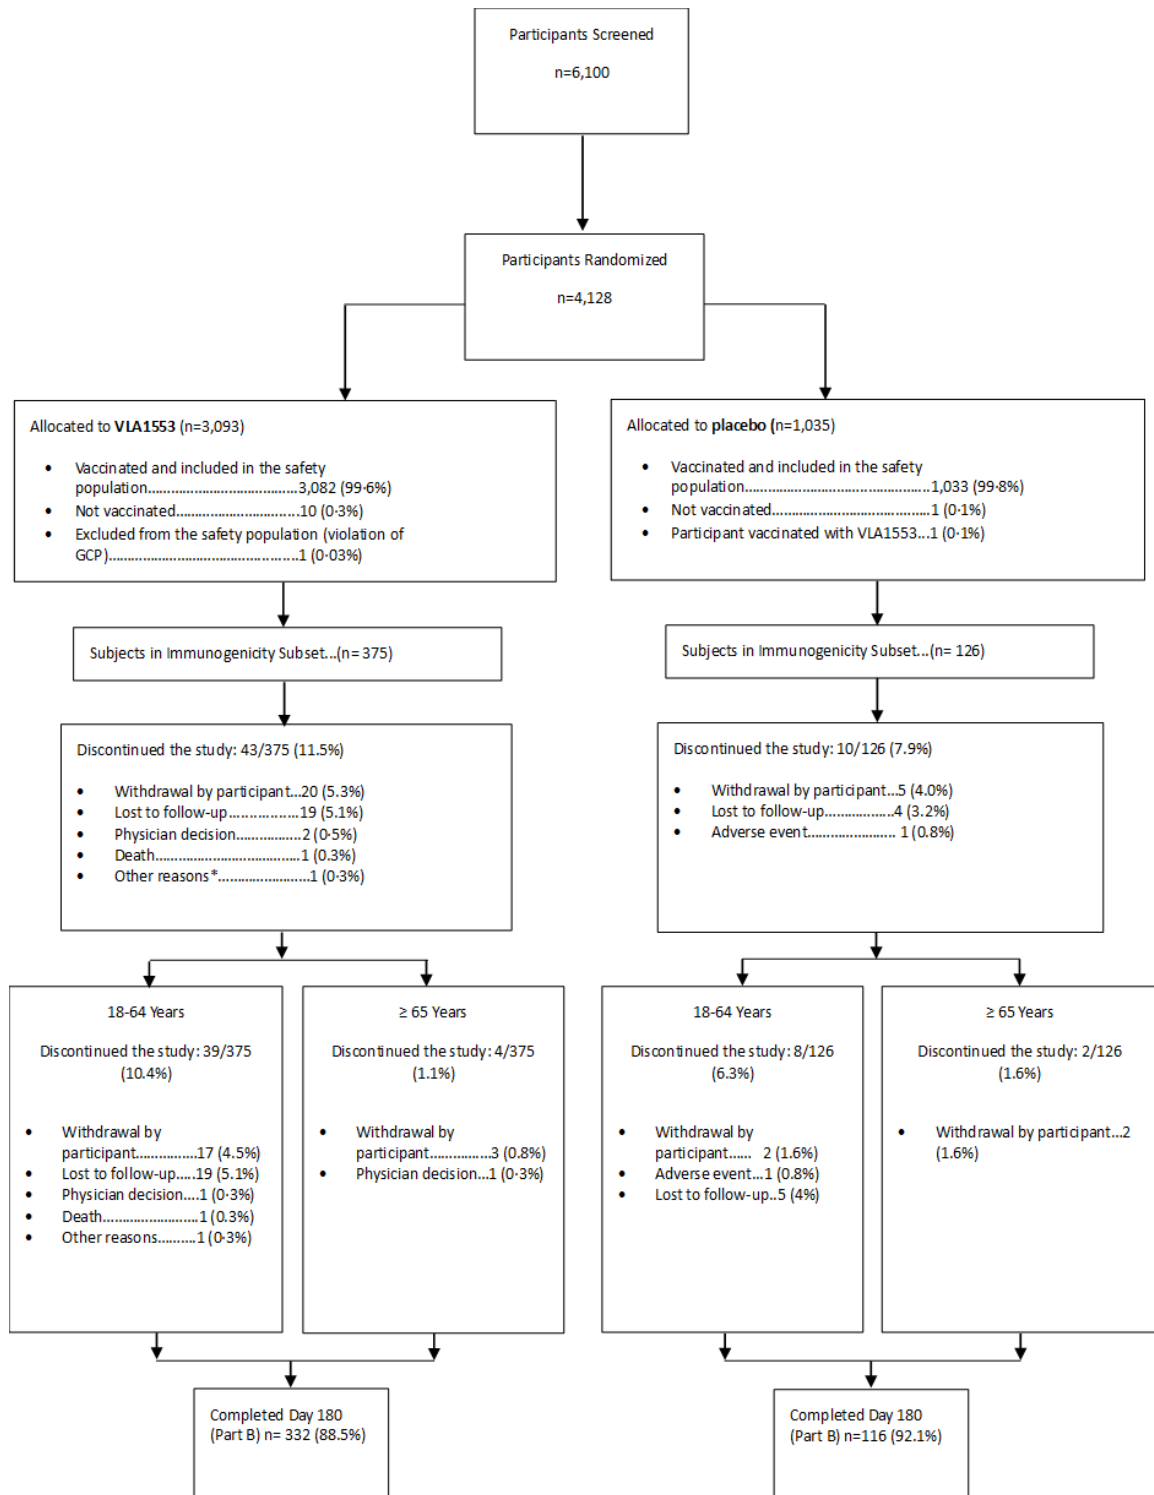 Participants Screened
n=6,100
Participants Randomized
n=4,128
Allocated to VLA1553 (n=3,093)
• Vaccinated and included in the safety
population..........................................3,082 (99·6%)
• Not vaccinated..................................10 (0·3%)
• Excluded from the safety population (violation of
GCP).....................................................1 (0·03%)
Allocated to placebo (n=1,035)
• Vaccinated and included in the safety
population...................................................1,033 (99·8%)
• Not vaccinated...........................................1 (0·1%)
• Participant vaccinated with VLA1553...1 (0·1%)
Subjects in Immunogenicity Subset...(n= 375)
Subjects in Immunogenicity Subset...(n= 126)
Discontinued the study: 43/375 (11.5%)
• Withdrawal by participant...20 (5.3%)
• Lost to follow-up...................19 (5.1%)
• Physician decision.................2 (0·5%)
• Death........................................1 (0.3%)
• Other reasons*.........................1 (0·3%)
Discontinued the study: 10/126 (7.9%)
• Withdrawal by participant...5 (4.0%)
• Lost to follow-up...................4 (3.2%)
• Adverse event........................ 1 (0.8%)
18-64 Years
Discontinued the study: 39/375
(10.4%)
• Withdrawal by
participant.................17 (4.5%)
• Lost to follow-up.....19 (5.1%)
• Physician decision....1 (0·3%)
• Death...........................1 (0.3%)
• Other reasons..........1 (0·3%)
≥ 65 Years
Discontinued the study: 4/375
(1.1%)
• Withdrawal by
participant...............3 (0.8%)
• Physician decision...1 (0·3%)
18-64 Years
Discontinued the study: 8/126
(6.3%)
• Withdrawal by
participant...... 2 (1.6%)
• Adverse event...1 (0.8%)
• Lost to follow-up..5 (4%)
≥ 65 Years
Discontinued the study: 2/126
(1.6%)
• Withdrawal by participant...2
(1.6%)
Completed Day 180
(Part B) n= 332 (88.5%)
Completed Day 180
(Part B) n=116 (92.1%)